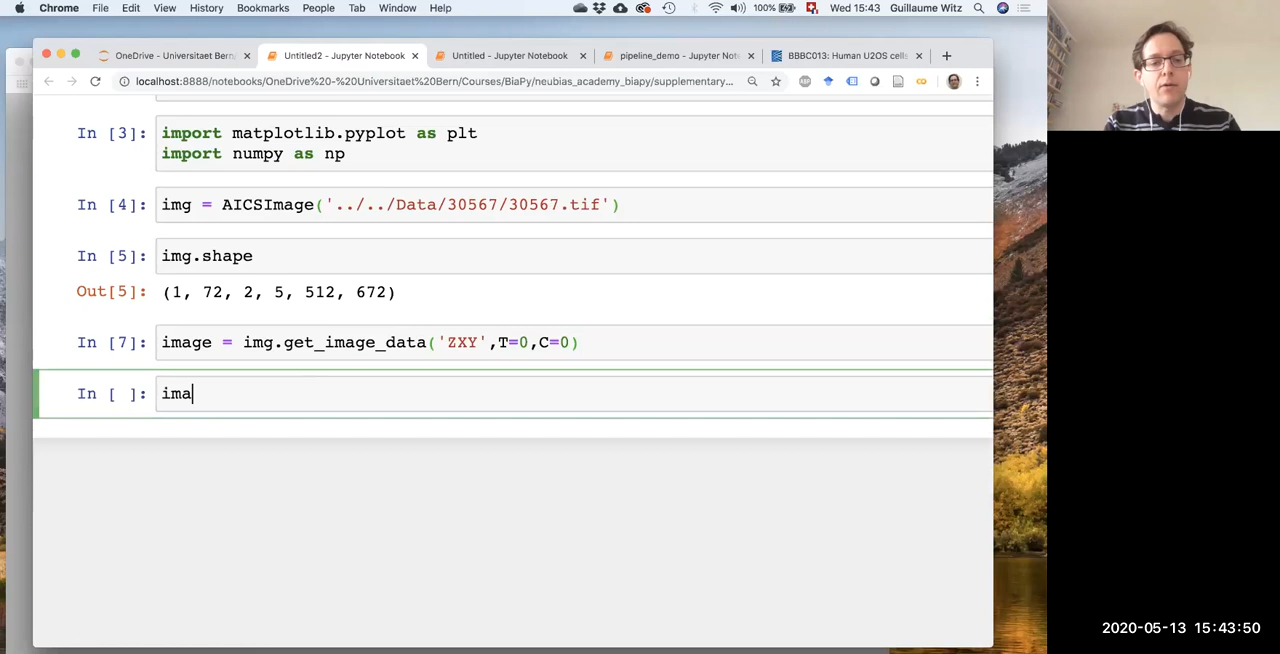 Chrome File Edit View History Bookmarks People Tab Window Help 100% Wed 15:43 Guillaume Witz
OneDrive - Universitaet Bern Untitled2 - Jupyter Notebook Untitled - Jupyter Notebook pipeline_demo - Jupyter Not BBBC013: Human U2OS cells
localhost:8888/notebooks/OneDrive%20-%20Universitaet%20Bern/Courses/BiaPy/neubias_academy_biapy/supplementary...
In [3]: import matplotlib.pyplot as plt
import numpy as np
In [4]: img = AICSImage('../../Data/30567/30567.tif')
In [5]: img.shape
Out[5]: (1, 72, 2, 5, 512, 672)
In [7]: image = img.get_image_data('ZXY',T=0,C=0)
In [ ]: ima
2020-05-13 15:43:50